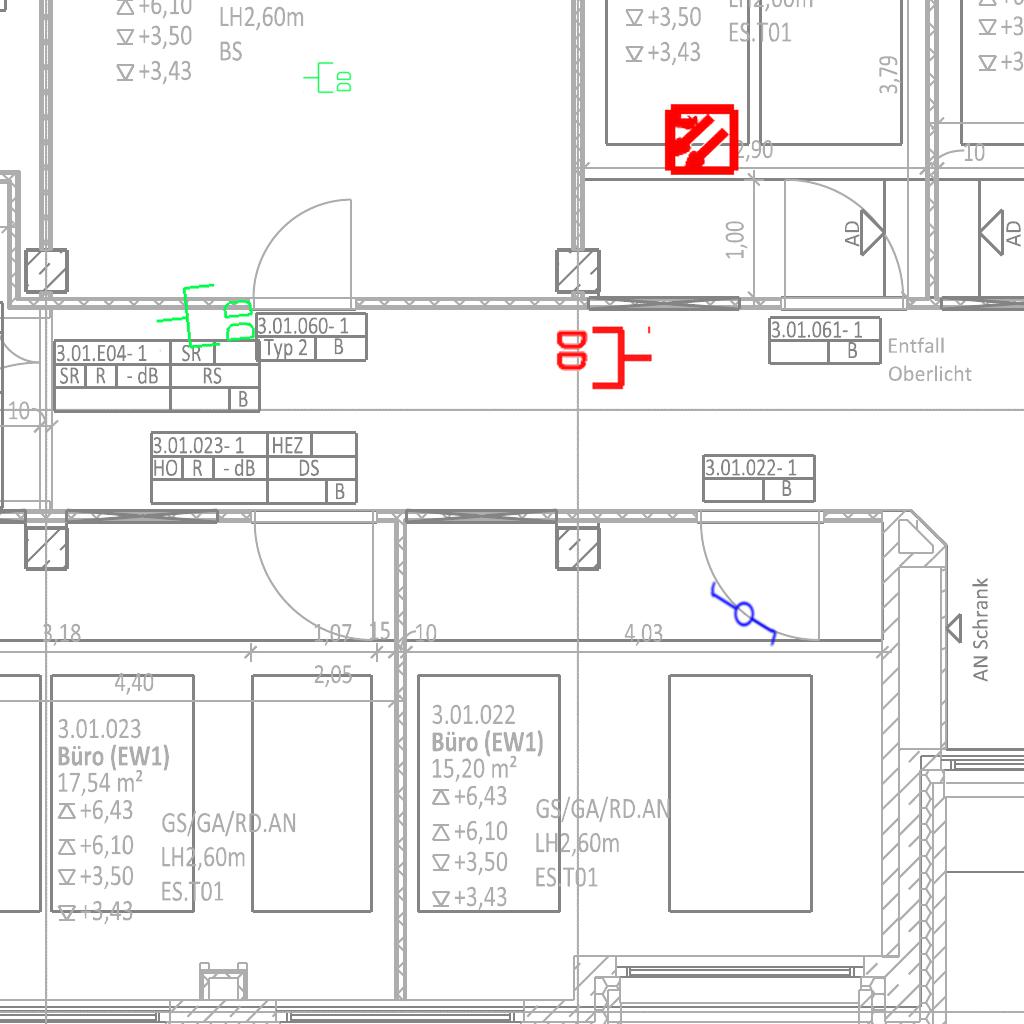 +6,10
+3,50
+3,43
LH2,60m
BS
+3,50
+3,43
LH2,60m
ES.T01
3,79
2,90
10
1,00
AD
AD
3.01.060- 1
Typ 2 B
3.01.E04- 1 SR
SR R - dB RS
B
3.01.061- 1
B
Entfall
Oberlicht
10
3.01.023- 1 HEZ
HO R - dB DS
B
3.01.022- 1
B
3,18
1,07 15 10
4,03
4,40
2,05
AN Schrank
3.01.023
Büro (EW1)
17,54 m²
+6,43
+6,10
+3,50
+3,43
GS/GA/RD.AN
LH2,60m
ES.T01
3.01.022
Büro (EW1)
15,20 m²
+6,43
+6,10
+3,50
+3,43
GS/GA/RD.AN
LH2,60m
ES.T01